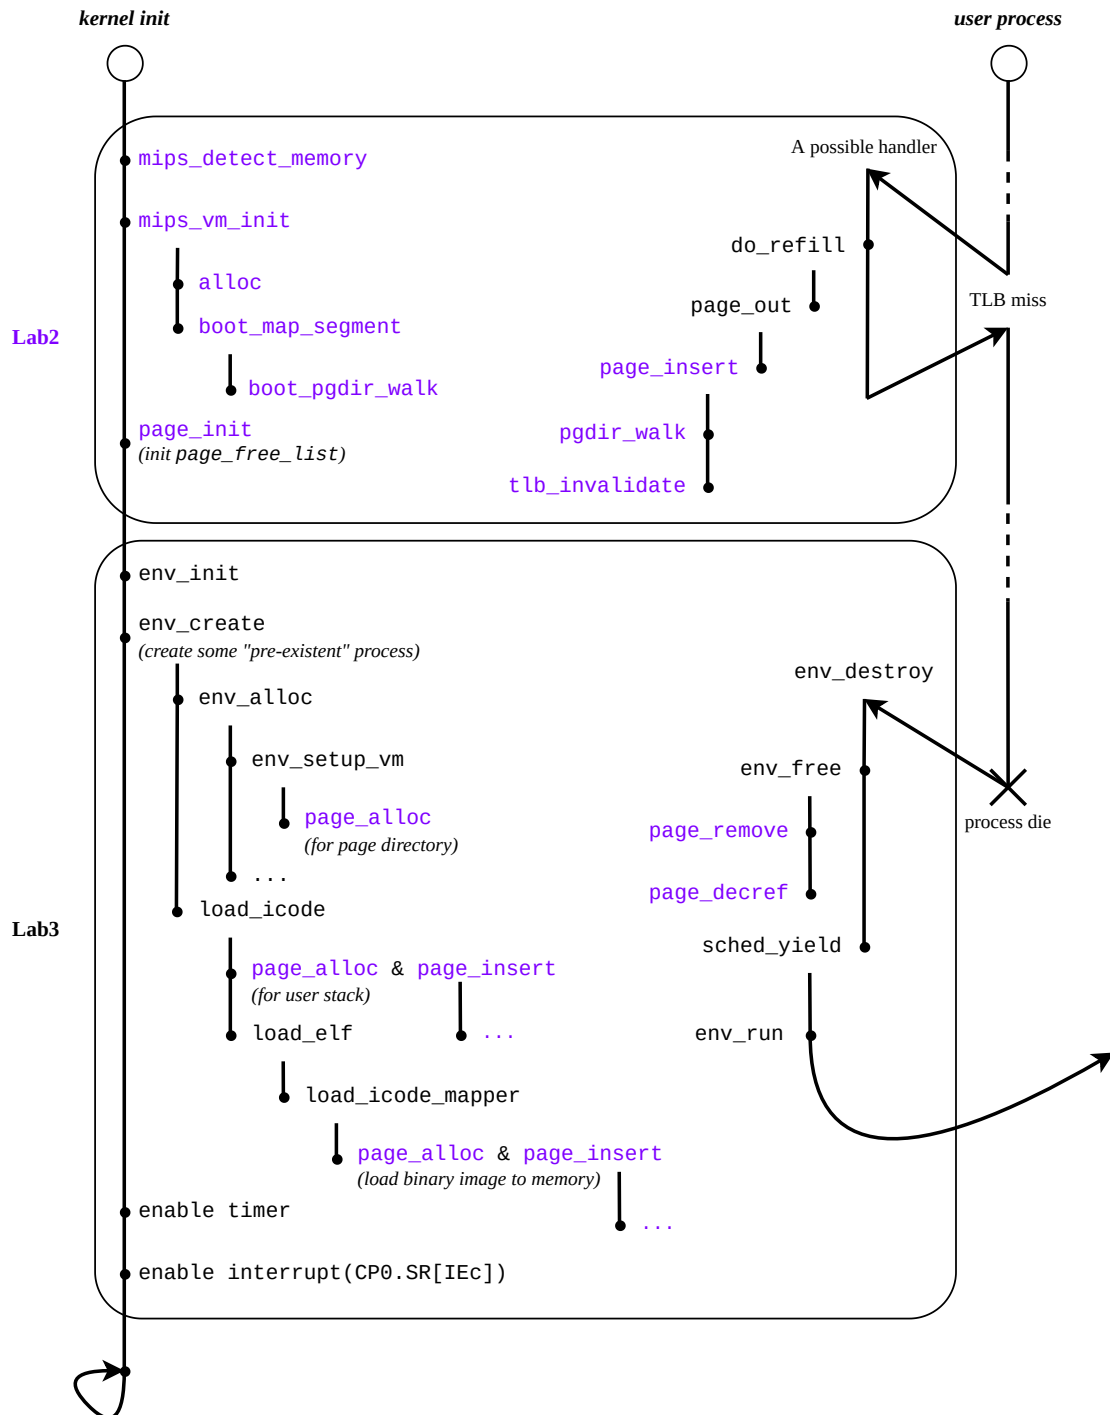 kernel init
user process
mips_detect_memory
A possible handler
mips_vm_init
do_refill
alloc
TLB miss
page_out
boot_map_segment
Lab2
page_insert
boot_pgdir_walk
page_init
pgdir_walk
(init page_free_list)
tlb_invalidate
env_init
env_create
(create some "pre-existent" process)
env_destroy
env_alloc
env_setup_vm
env_free
page_alloc
process die
page_remove
(for page directory)
...
page_decref
load_icode
Lab3
sched_yield
page_alloc & page_insert
(for user stack)
load_elf
...
env_run
load_icode_mapper
page_alloc & page_insert
(load binary image to memory)
enable timer
...
enable interrupt(CP0.SR[IEc])